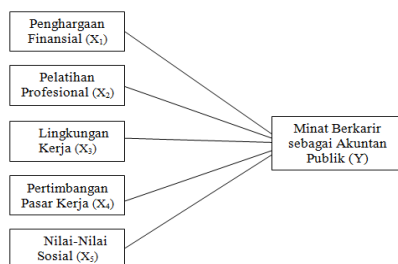 Penghargaan
Finansial (X₁)
Pelatihan
Profesional (X₂)
Lingkungan
Kerja (X₃)
Pertimbangan
Pasar Kerja (X₄)
Nilai-Nilai
Sosial (X₅)
Minat Berkarir
sebagai Akuntan
Publik (Y)